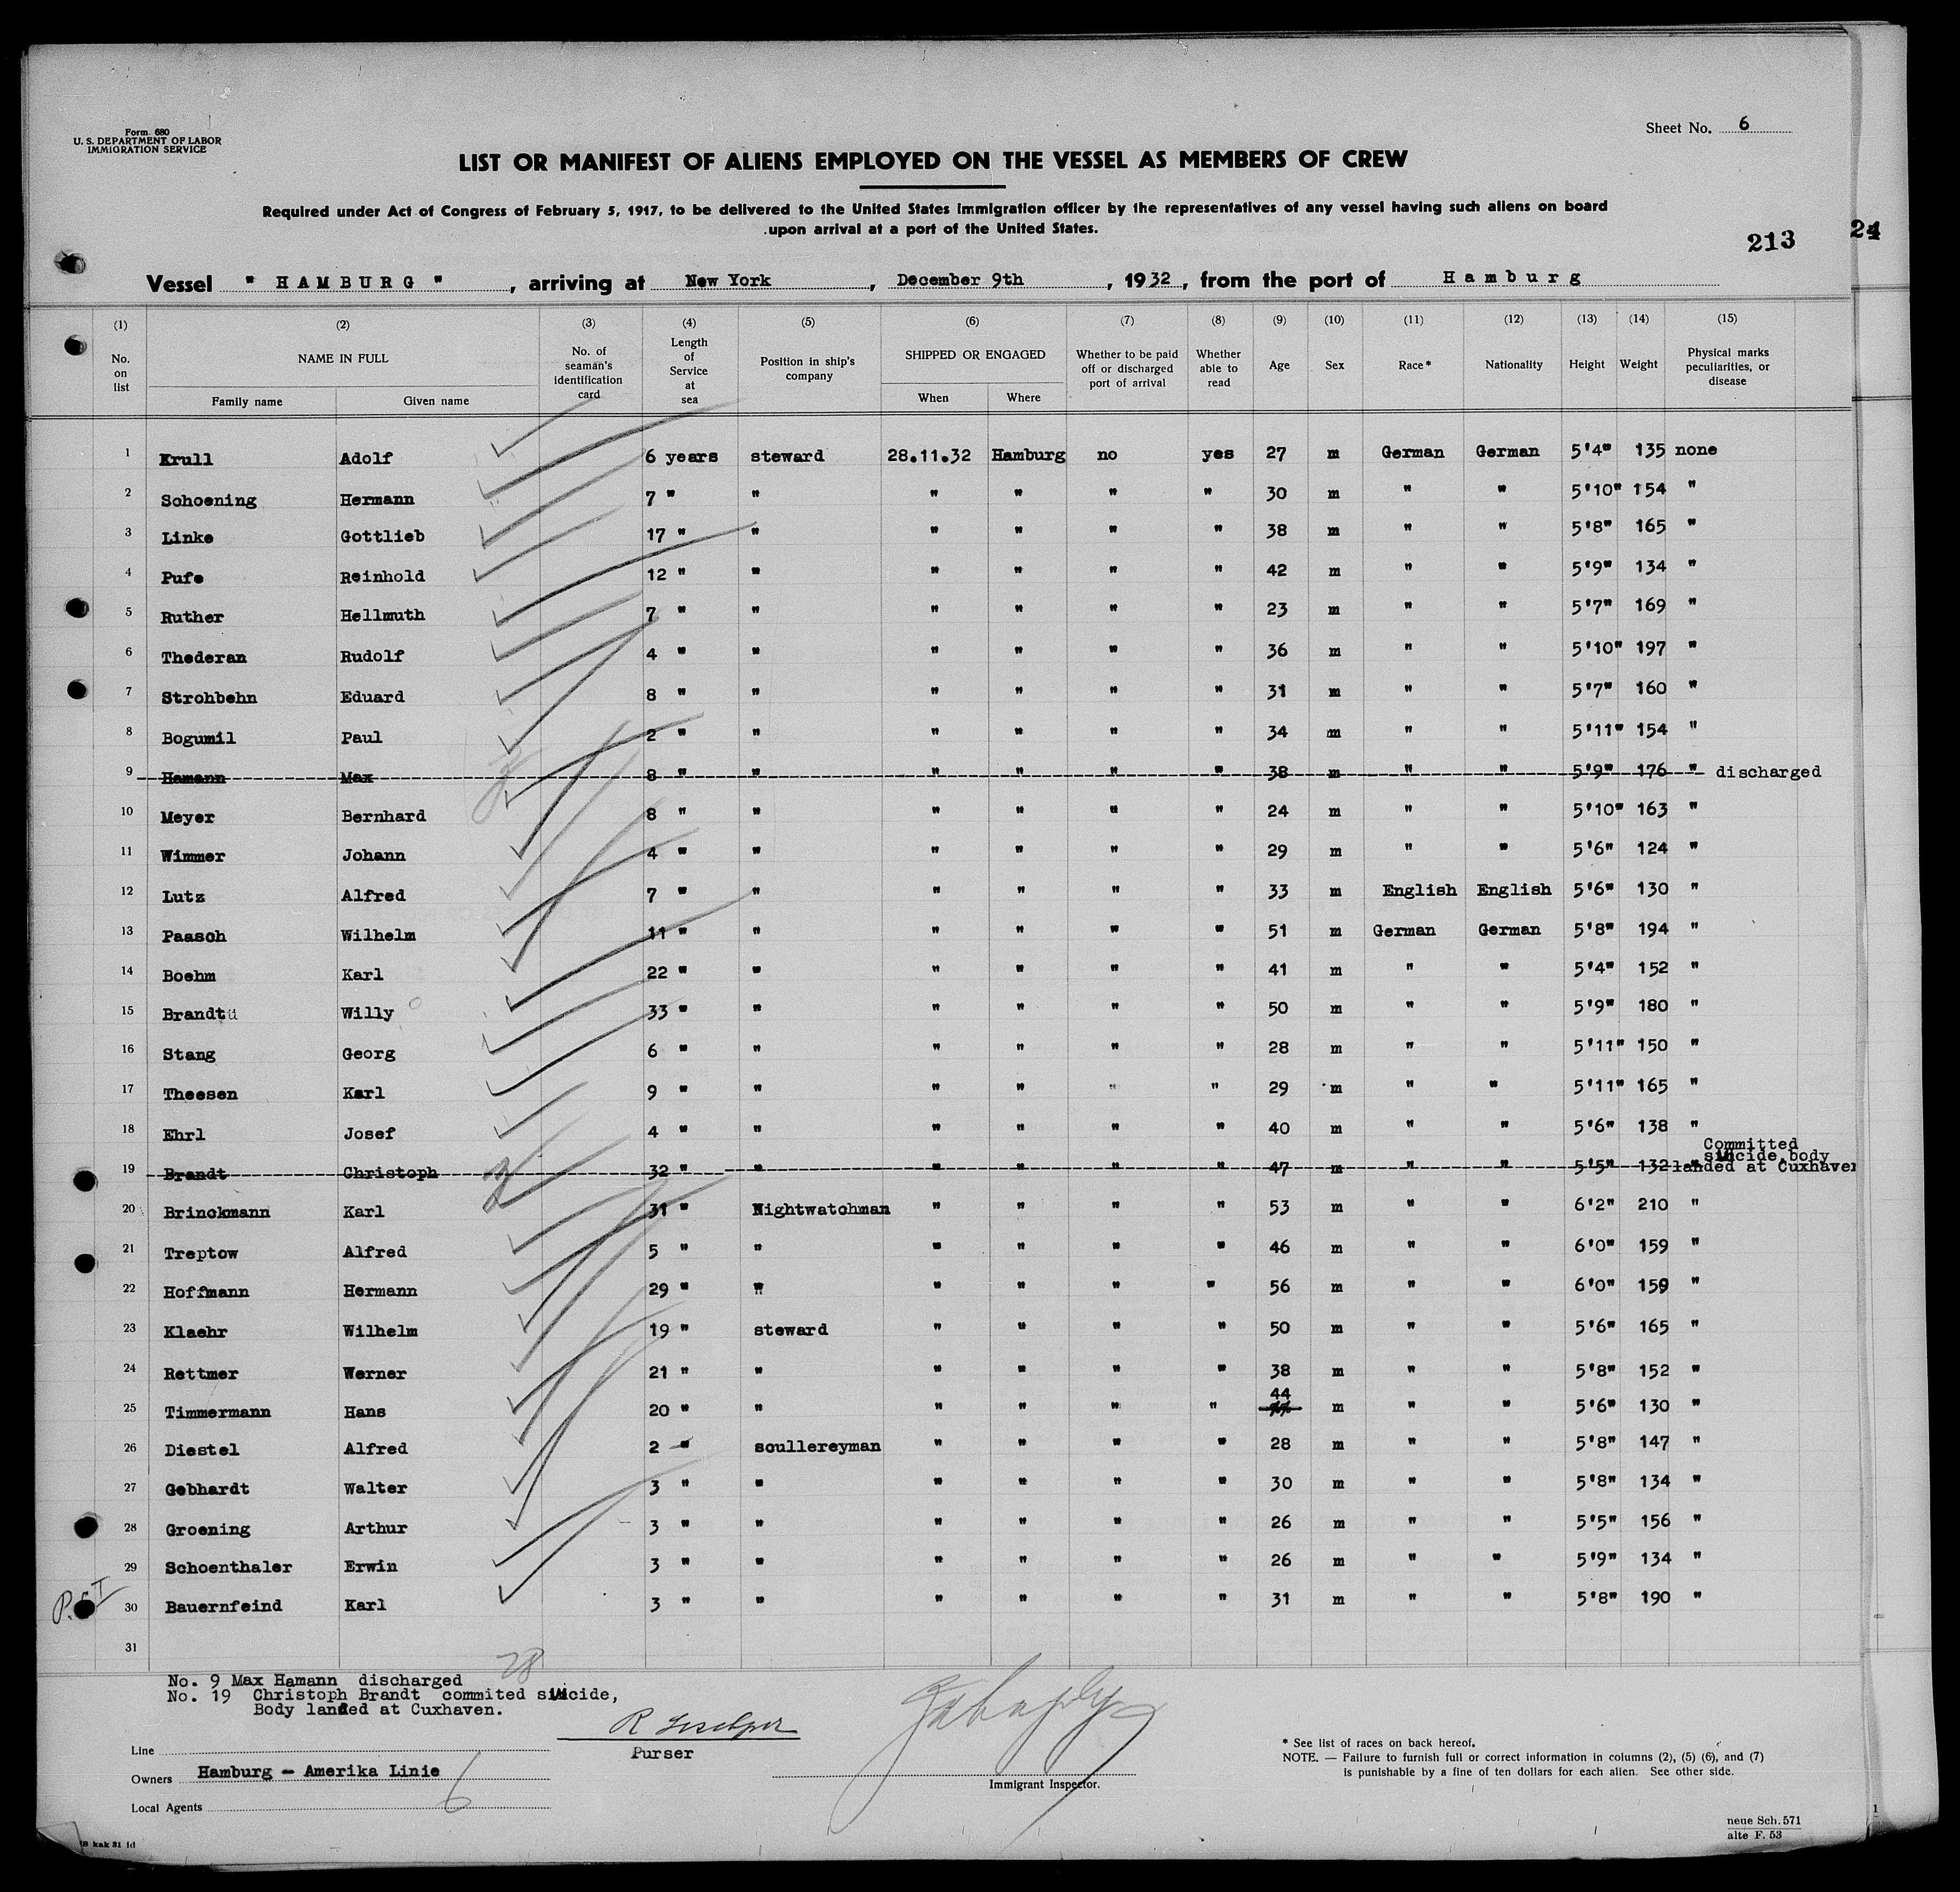 Form 680
U. S. DEPARTMENT OF LABOR
IMMIGRATION SERVICE
Sheet No. 6
LIST OR MANIFEST OF ALIENS EMPLOYED ON THE VESSEL AS MEMBERS OF CREW
Required under Act of Congress of February 5, 1917, to be delivered to the United States Immigration officer by the representatives of any vessel having such aliens on board
upon arrival at a port of the United States.
213 24
Vessel " HAMBURG ", arriving at New York, December 9th, 1932, from the port of Hamburg
(1) (2) (3) (4) (5) (6) (7) (8) (9) (10) (11) (12) (13) (14) (15)
No. on list NAME IN FULL Family name Given name No. of seaman's identification card Length of Service at sea Position in ship's company SHIPPED OR ENGAGED When Where Whether to be paid off or discharged port of arrival Whether able to read Age Sex Race* Nationality Height Weight Physical marks peculiarities, or disease
1 Krull Adolf 6 years steward 28.11.32 Hamburg no yes 27 m German German 5'4" 135 none
2 Schoening Hermann 7 " " " " " " 30 m " " 5'10" 154 "
3 Linke Gottlieb 17 " " " " " " 38 m " " 5'8" 165 "
4 Pufe Reinhold 12 " " " " " " 42 m " " 5'9" 134 "
5 Ruther Hellmuth 7 " " " " " " 23 m " " 5'7" 169 "
6 Thederan Rudolf 4 " " " " " " 36 m " " 5'10" 197 "
7 Strohbehn Eduard 8 " " " " " " 31 m " " 5'7" 160 "
8 Bogumil Paul 2 " " " " " " 34 m " " 5'11" 154 "
9 Hamann Max 8 " " " " " " 38 m " " 5'9" 176 " discharged
10 Meyer Bernhard 8 " " " " " " 24 m " " 5'10" 163 "
11 Wimmer Johann 4 " " " " " " 29 m " " 5'6" 124 "
12 Lutz Alfred 7 " " " " " " 33 m English English 5'6" 130 "
13 Paasch Wilhelm 11 " " " " " " 51 m German German 5'8" 194 "
14 Boehm Karl 22 " " " " " " 41 m " " 5'4" 152 "
15 Brandt Willy 33 " " " " " " 50 m " " 5'9" 180 "
16 Stang Georg 6 " " " " " " 28 m " " 5'11" 150 "
17 Theesen Karl 9 " " " " " " 29 m " " 5'11" 165 "
18 Ehrl Josef 4 " " " " " " 40 m " " 5'6" 138 "
19 Brandt Christoph 32 " " " " " " 47 m " " 5'5" 132 " Committed suicide, body landed at Cuxhaven
20 Brinckmann Karl 31 " Nightwatchman " " " " 53 m " " 6'2" 210 "
21 Treptow Alfred 5 " " " " " " 46 m " " 6'0" 159 "
22 Hoffmann Hermann 29 " " " " " " 56 m " " 6'0" 159 "
23 Klaehr Wilhelm 19 " steward " " " " 50 m " " 5'6" 165 "
24 Rettmer Werner 21 " " " " " " 38 m " " 5'8" 152 "
25 Timmermann Hans 20 " " " " " " 44 m " " 5'6" 130 "
26 Diestel Alfred 2 " scullereyman " " " " 28 m " " 5'8" 147 "
27 Gebhardt Walter 3 " " " " " " 30 m " " 5'8" 134 "
28 Groening Arthur 3 " " " " " " 26 m " " 5'5" 156 "
29 Schoenthaler Erwin 3 " " " " " " 26 m " " 5'9" 134 "
30 Bauernfeind Karl 3 " " " " " " 31 m " " 5'8" 190 "
31
28
No. 9 Max Hamann discharged
No. 19 Christoph Brandt commited suicide,
Body landed at Cuxhaven.
Purser
Line
Owners Hamburg - Amerika Linie
6
Local Agents
Immigrant Inspector.
* See list of races on back hereof.
NOTE. — Failure to furnish full or correct information in columns (2), (5) (6), and (7)
is punishable by a fine of ten dollars for each alien. See other side.
neue Sch. 571
alte F. 53